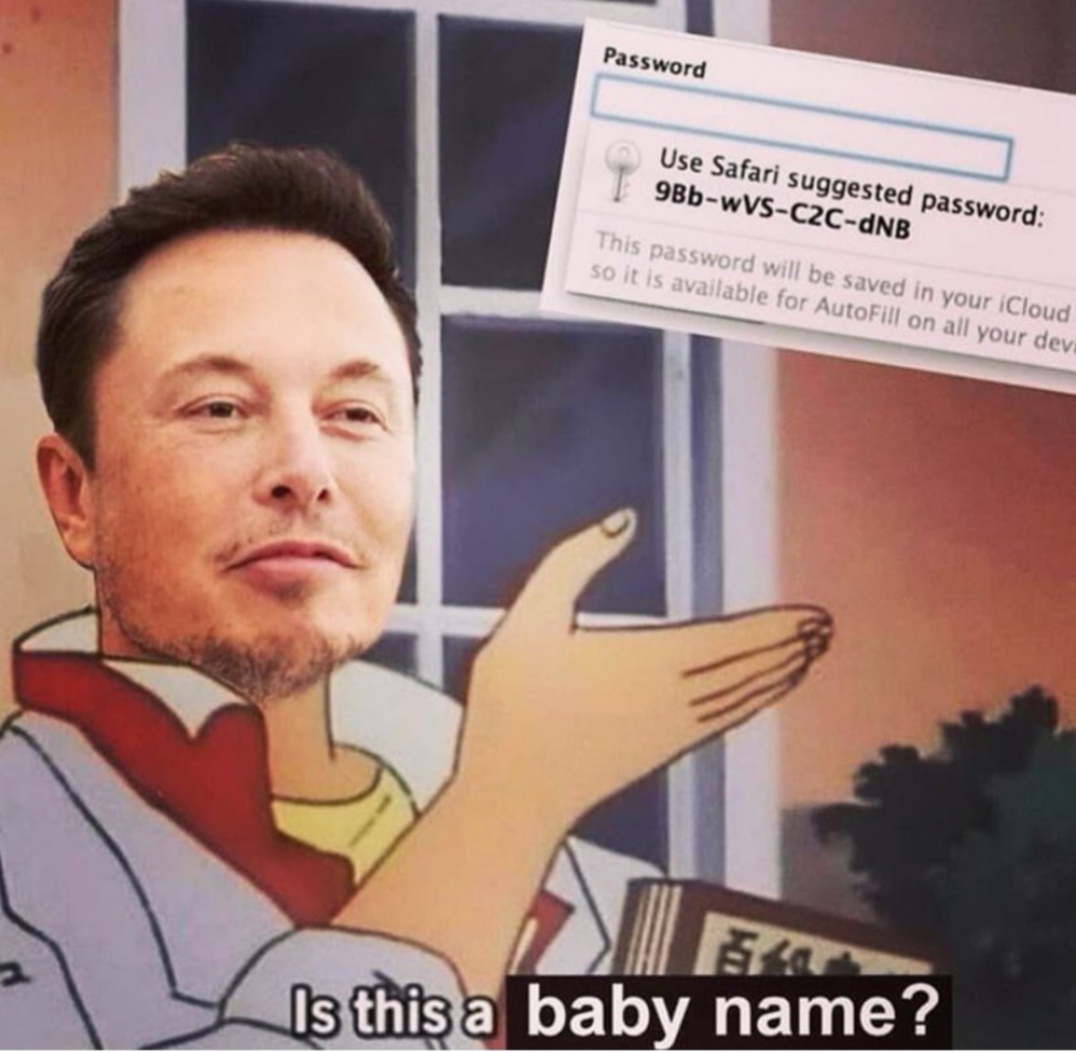 Password
Use Safari suggested password:
9Bb-wVS-C2C-dNB
This password will be saved in your iCloud
so it is available for AutoFill on all your
Is this a baby name?